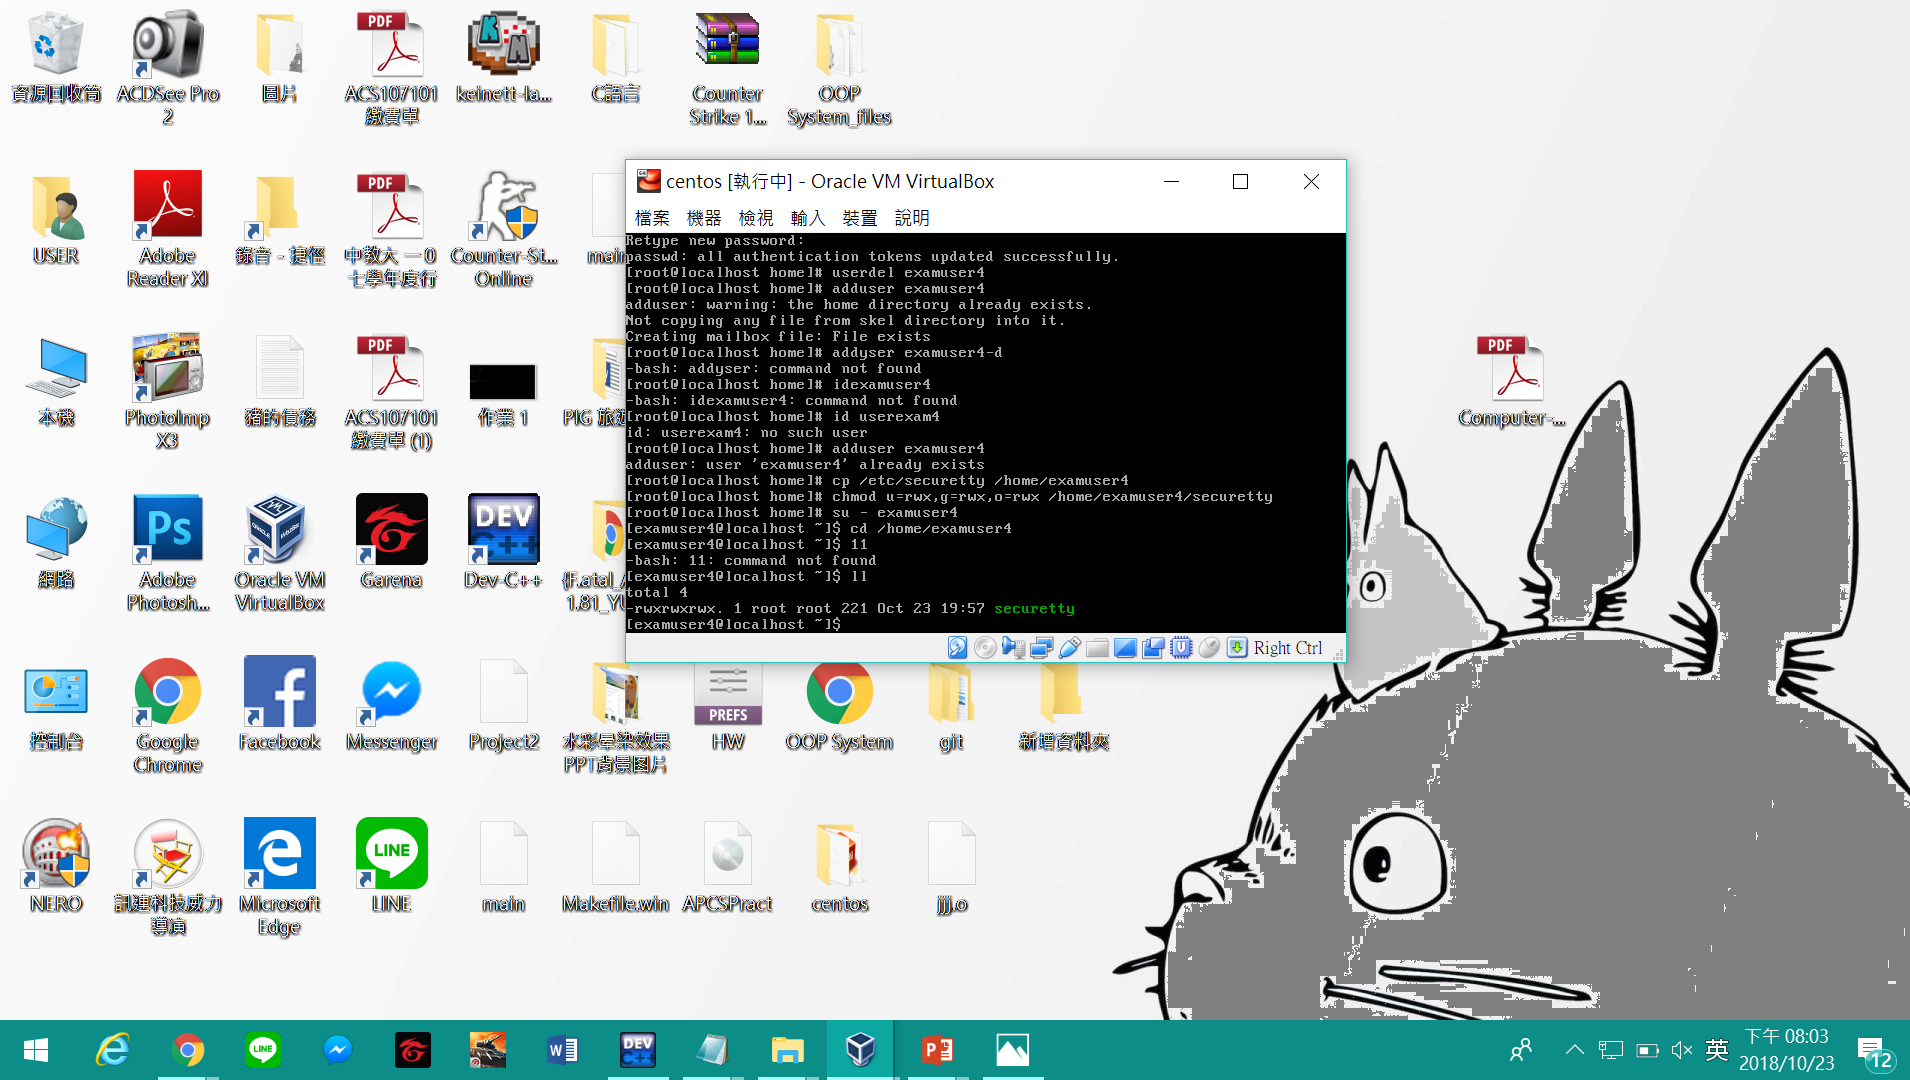 資源回收筒
ACDSee Pro
2
圖片
ACS107101
繳費單
keinett-la...
C語言
Counter
Strike 1...
OOP
System_files
USER
Adobe
Reader XI
錄音 - 捷徑
中教大 一０
七學年度行
Counter-St...
Online
main
本機
PhotoImp
X3
豬的債務
ACS107101
繳費單 (1)
作業 1
PIG 旅遊
Computer-...
網路
Adobe
Photosh...
Oracle VM
VirtualBox
Garena
Dev-C++
{F.atal_A
1.81_YU
控制台
Google
Chrome
Facebook
Messenger
Project2
水彩暈染效果
PPT背景图片
PREFS
HW
OOP System
git
新增資料夾
NERO
訊連科技威力
導演
Microsoft
Edge
LINE
main
Makefile.win
APCSPract
centos
jjj.o
centos [執行中] - Oracle VM VirtualBox
檔案 機器 檢視 輸入 裝置 說明
Retype new password:
passwd: all authentication tokens updated successfully.
[root@localhost home]# userdel examuser4
[root@localhost home]# adduser examuser4
adduser: warning: the home directory already exists.
Not copying any file from skel directory into it.
Creating mailbox file: File exists
[root@localhost home]# addyser examuser4-d
-bash: addyser: command not found
[root@localhost home]# idexamuser4
-bash: idexamuser4: command not found
[root@localhost home]# id userexam4
id: userexam4: no such user
[root@localhost home]# adduser examuser4
adduser: user 'examuser4' already exists
[root@localhost home]# cp /etc/securetty /home/examuser4
[root@localhost home]# chmod u=rwx,g=rwx,o=rwx /home/examuser4/securetty
[root@localhost home]# su - examuser4
[examuser4@localhost ~]$ cd /home/examuser4
[examuser4@localhost ~]$ 11
-bash: 11: command not found
[examuser4@localhost ~]$ ll
total 4
-rwxrwxrwx. 1 root root 221 Oct 23 19:57 securetty
[examuser4@localhost ~]$
Right Ctrl
英
下午 08:03
2018/10/23
12